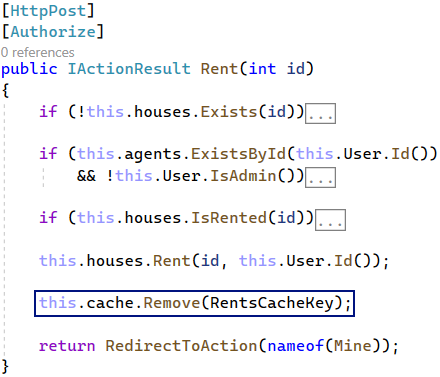 [HttpPost]
[Authorize]
0 references
public IActionResult Rent(int id)
{
if (!this.houses.Exists(id))...
if (this.agents.ExistsById(this.User.Id())
&& !this.User.IsAdmin())...
if (this.houses.IsRented(id))...
this.houses.Rent(id, this.User.Id());
this.cache.Remove(RentsCacheKey);
return RedirectToAction(nameof(Mine));
}